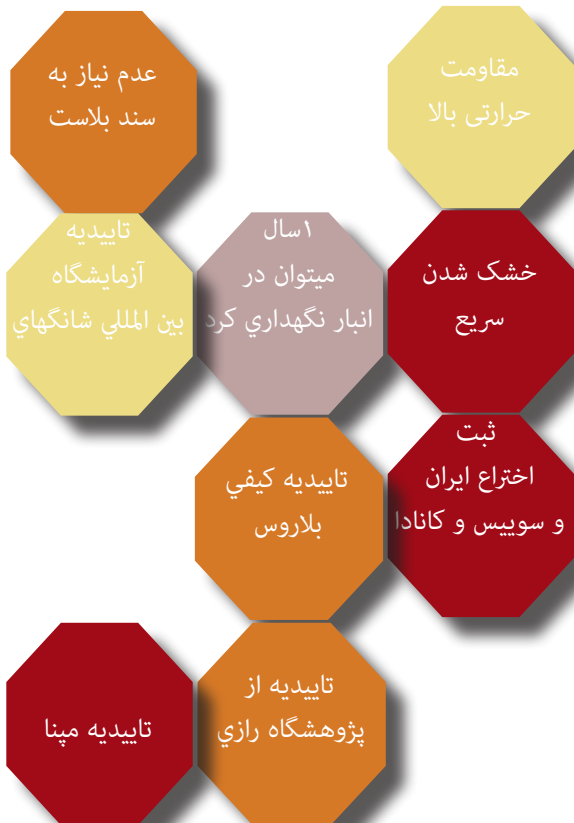 مقاومت
حرارتی بالا
عدم نیاز به
سند بلاست
خشک شدن
سریع
۱سال
میتوان در
انبار نگهداري کرد
تاییدیه
آزمایشگاه
بین المللي شانگهاي
ثبت
اختراع ایران
و سوییس و کانادا
تاییدیه کیفي
بلاروس
تاییدیه از
پژوهشگاه رازي
تاییدیه مپنا